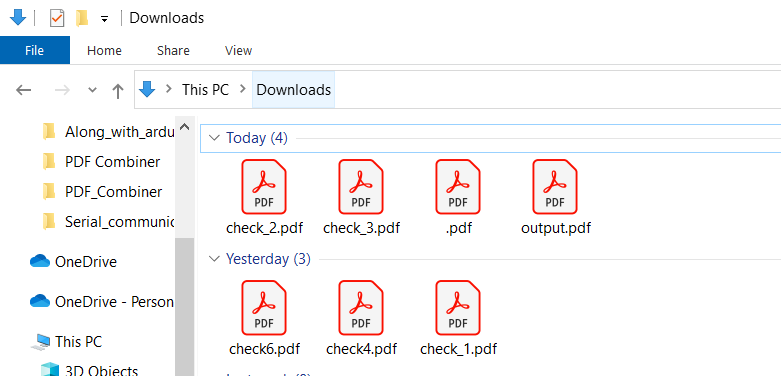 Downloads
File Home Share View
This PC Downloads
Along_with_ardu
PDF Combiner
PDF_Combiner
Serial_communic
OneDrive
OneDrive - Person
This PC
3D Objects
Today (4)
PDF PDF PDF PDF
check_2.pdf check_3.pdf .pdf output.pdf
Yesterday (3)
PDF PDF PDF
check6.pdf check4.pdf check_1.pdf